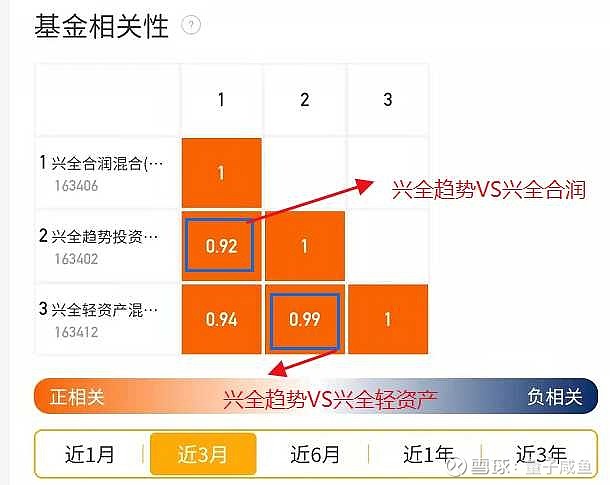 基金相关性 ?
1 2 3
1 兴全合润混合(…
163406
1
兴全趋势VS兴全合润
2 兴全趋势投资…
163402
0.92 1
3 兴全轻资产混…
163412
0.94 0.99 1
兴全趋势VS兴全轻资产
正相关 负相关
近1月 近3月 近6月 近1年 近3年
雪球：量子咸鱼